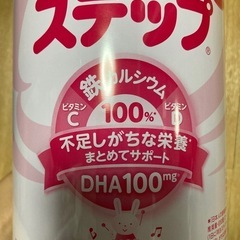 ステップ®
鉄・カルシウム
ビタミン
C
100%*
ビタミン
D
不足しがちな栄養
まとめてサポート
DHA100mg*